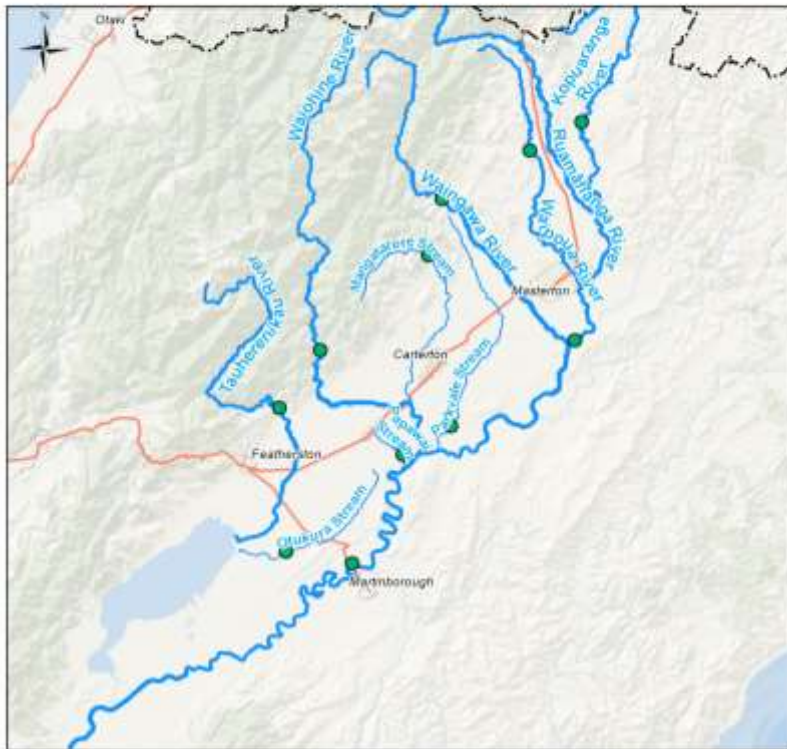 Otaki
Waiohine River
Kopuaranga
River
Ruamahanga River
Waingawa River
Waipoua River
Mangatarere Stream
Tauherenikau River
Masterton
Carterton
Parkvale Stream
Papawai
Stream
Featherston
Otukura Stream
Martinborough